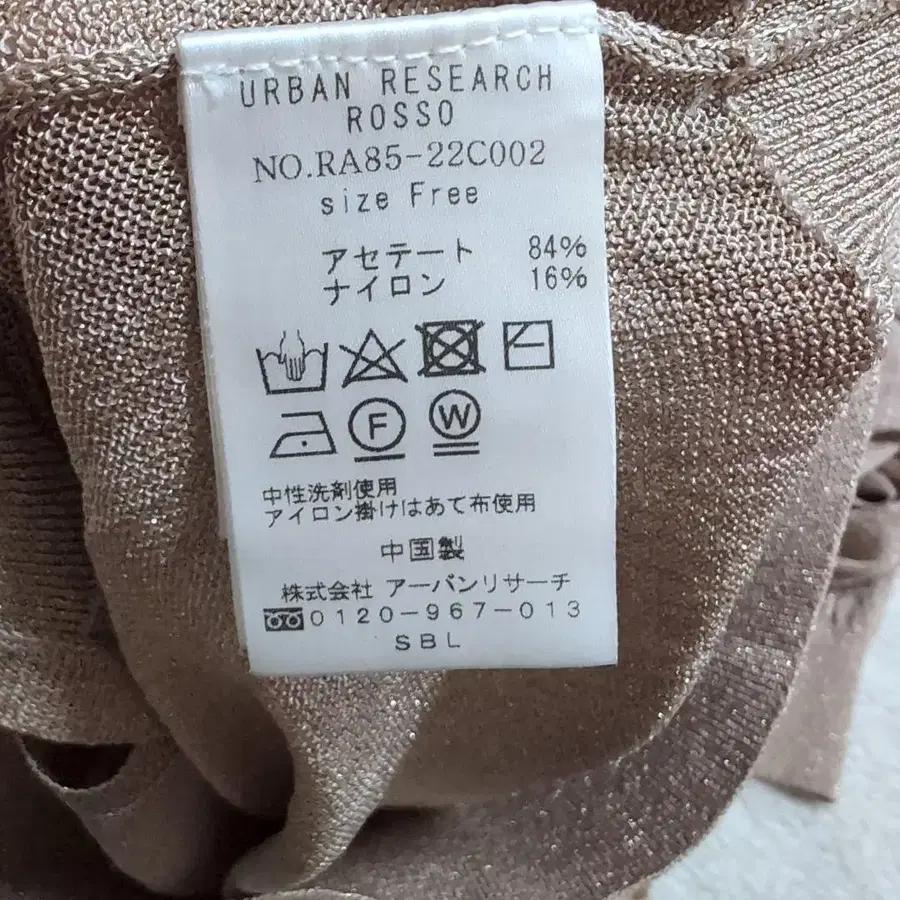 URBAN RESEARCH
ROSSO
NO.RA85-22C002
size Free
アセテート 84%
ナイロン 16%
F W
中性洗剤使用
アイロン掛けはあて布使用
中国製
株式会社 アーバンリサーチ
0120-967-013
SBL